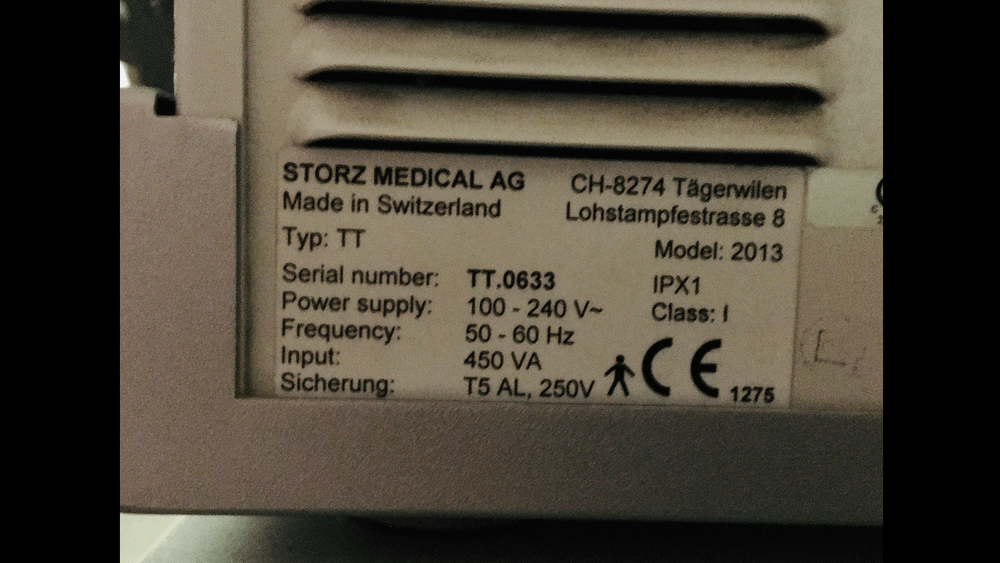 STORZ MEDICAL AG CH-8274 Tägerwilen
Made in Switzerland Lohstampfestrasse 8
Typ: TT Model: 2013
Serial number: TT.0633 IPX1
Power supply: 100 - 240 V~ Class: I
Frequency: 50 - 60 Hz
Input: 450 VA
Sicherung: T5 AL, 250V CE 1275